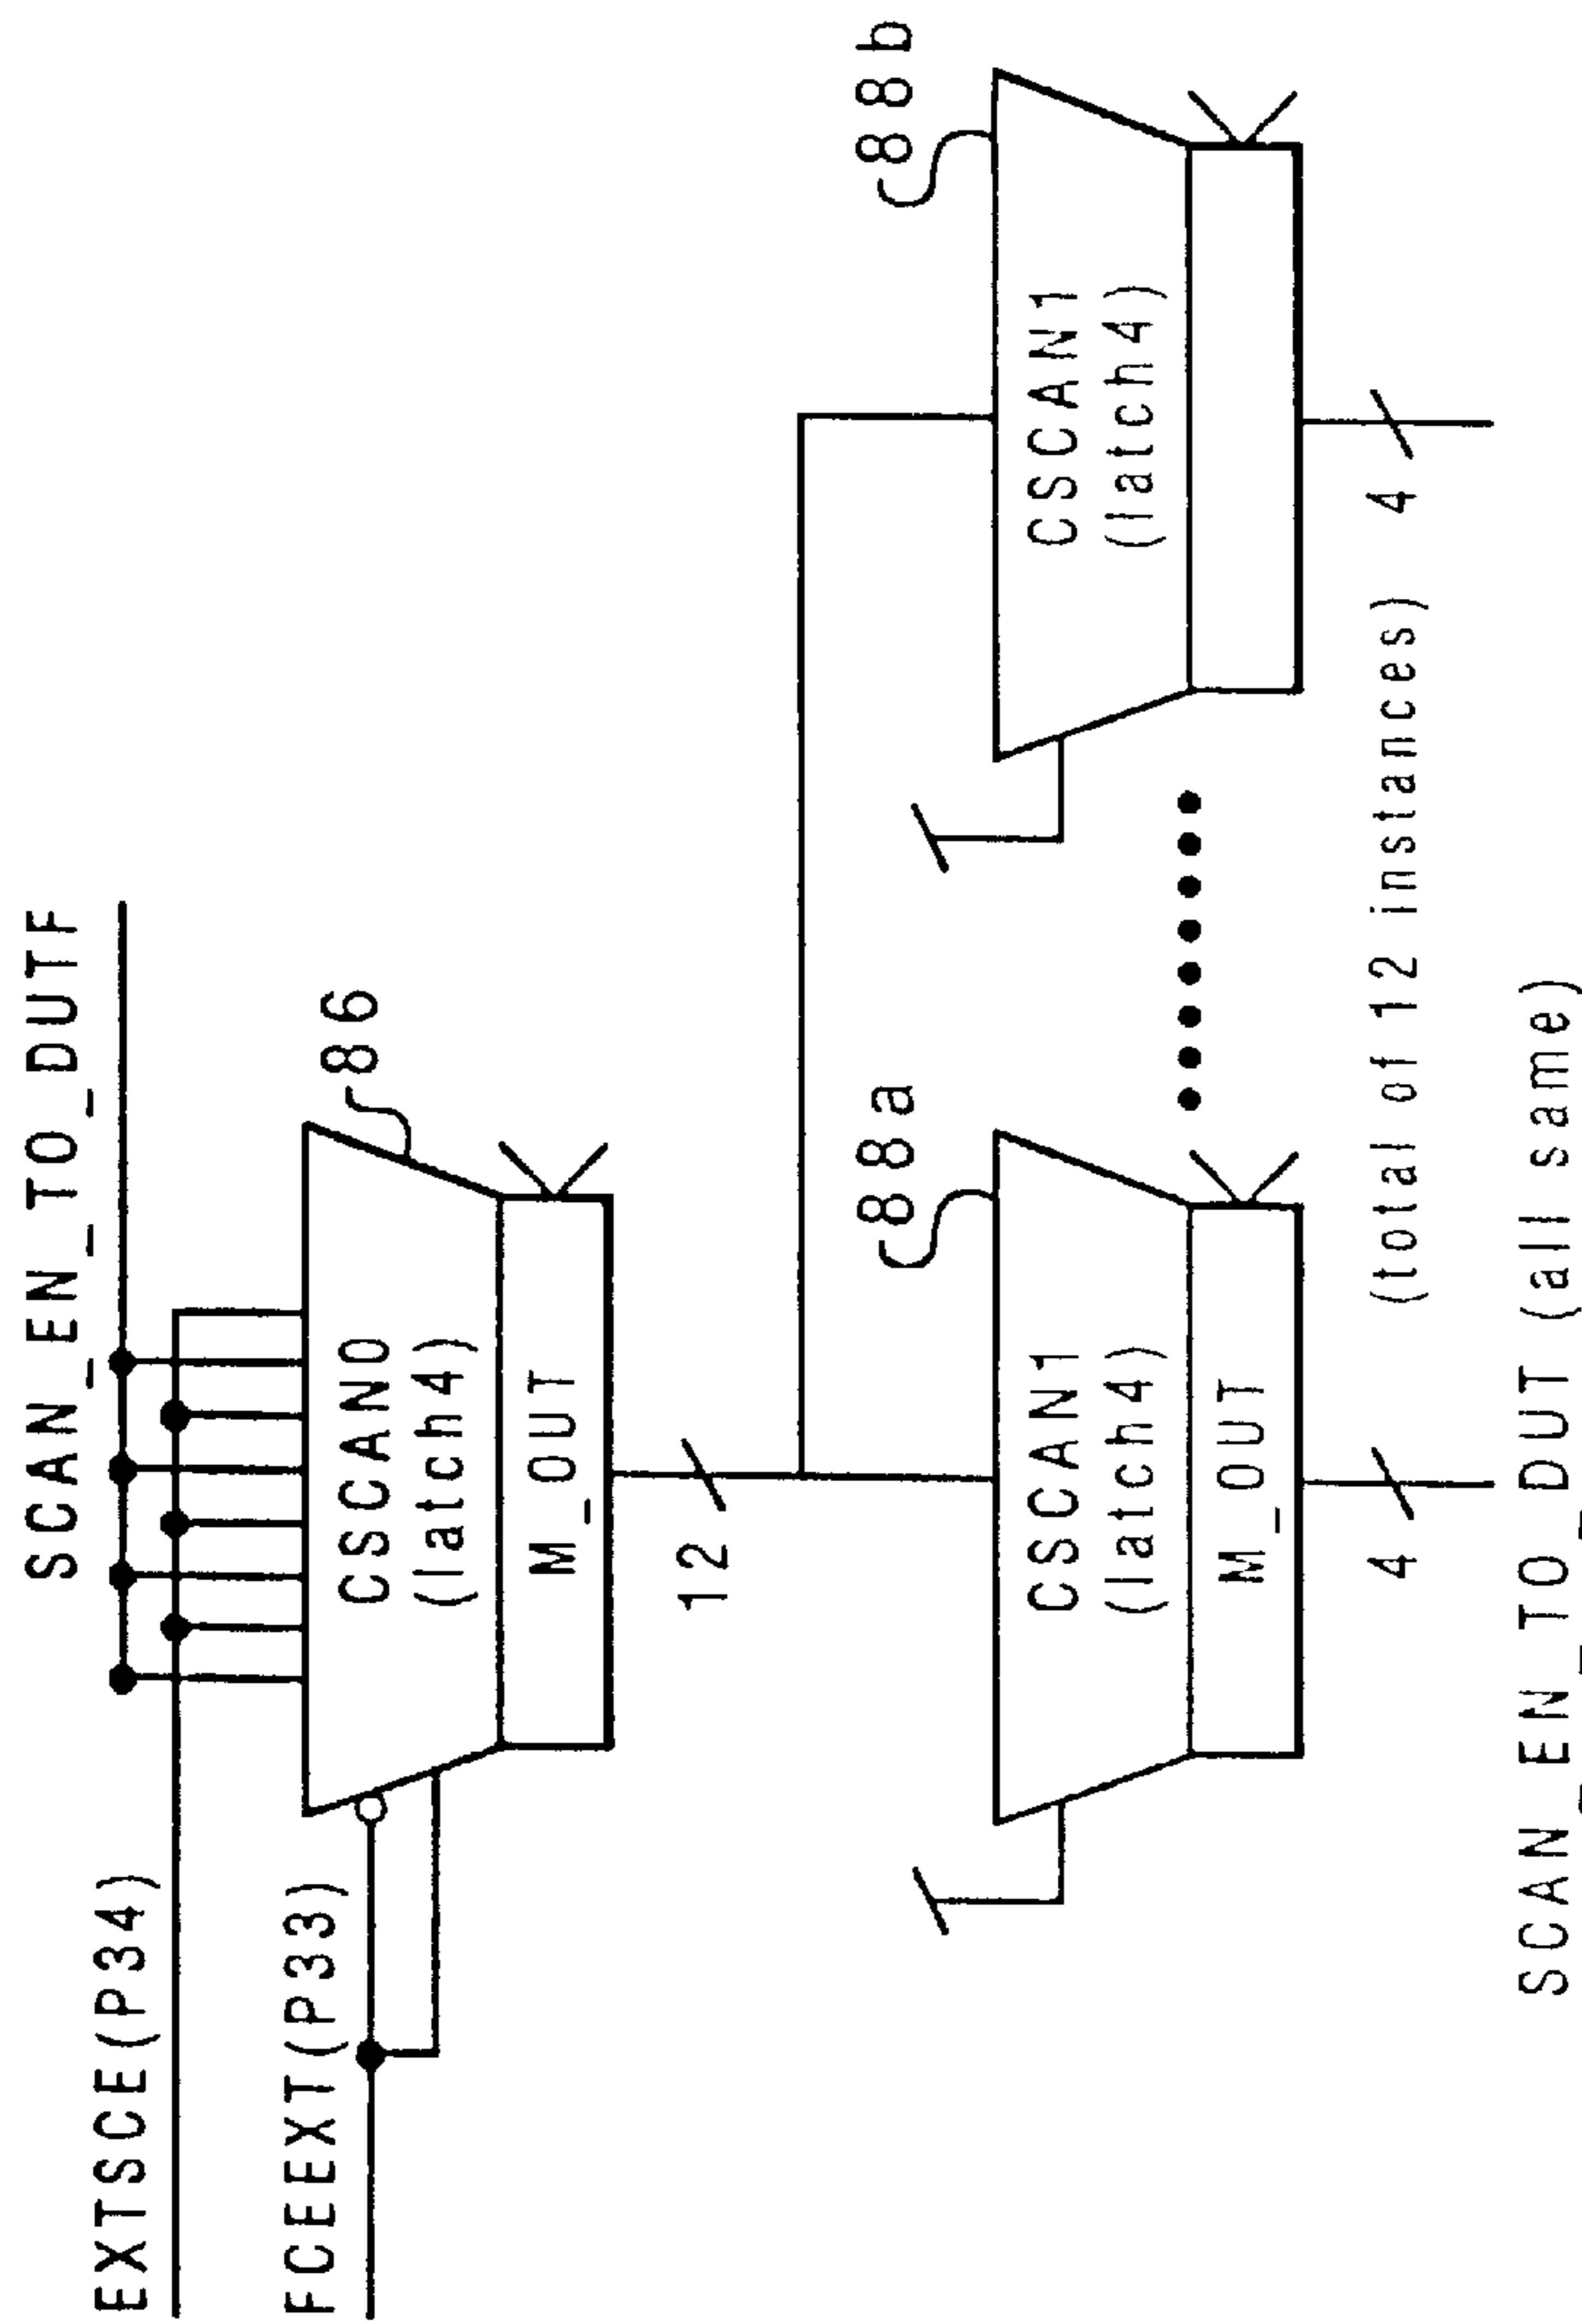 SCAN_EN_TO_DUTF
EXTSCE(P34)
FCEEXT(P33)
CSCAN0
(latch4)
M_OUT
86
12
88a
CSCAN1
(latch4)
M_OUT
4
88b
CSCAN1
(latch4)
4
(total of 12 instances)
SCAN_EN_TO_DUT (all same)